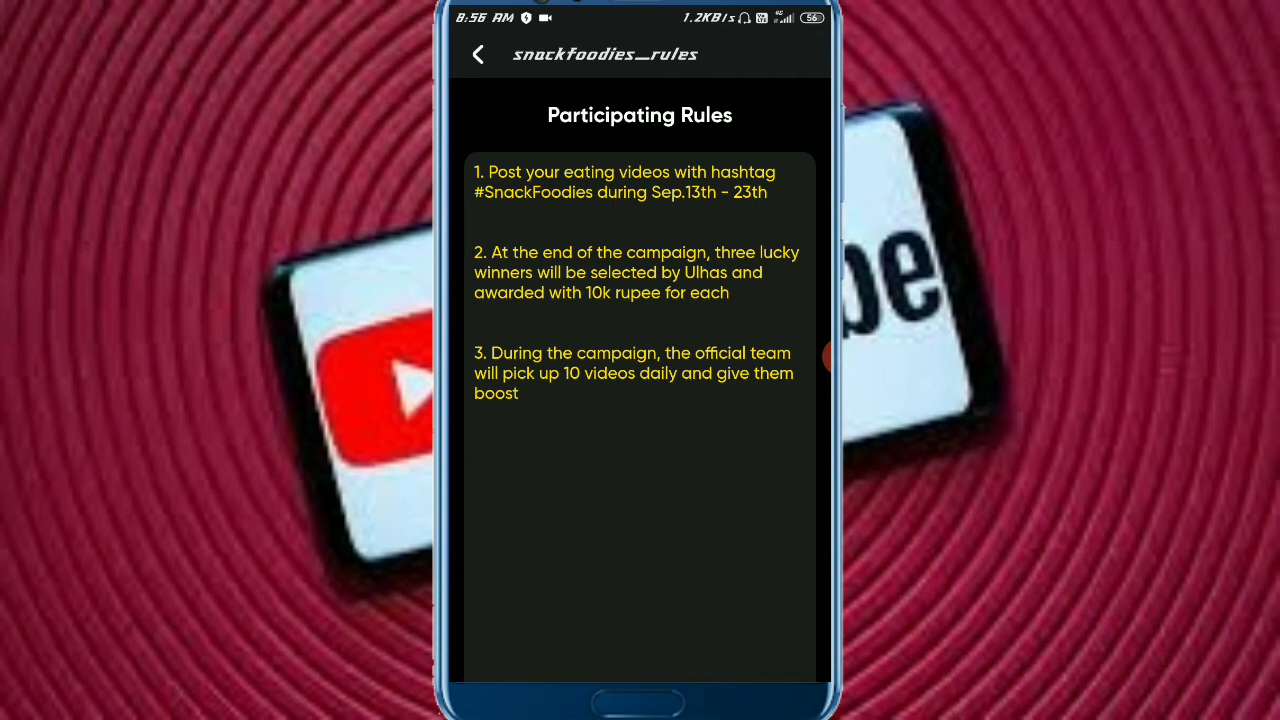 8:56 AM 1.2KB/s 4G 56
snackfoodies_rules
Participating Rules
1. Post your eating videos with hashtag
#SnackFoodies during Sep.13th - 23th
2. At the end of the campaign, three lucky
winners will be selected by Ulhas and
awarded with 10k rupee for each
3. During the campaign, the official team
will pick up 10 videos daily and give them
boost
be